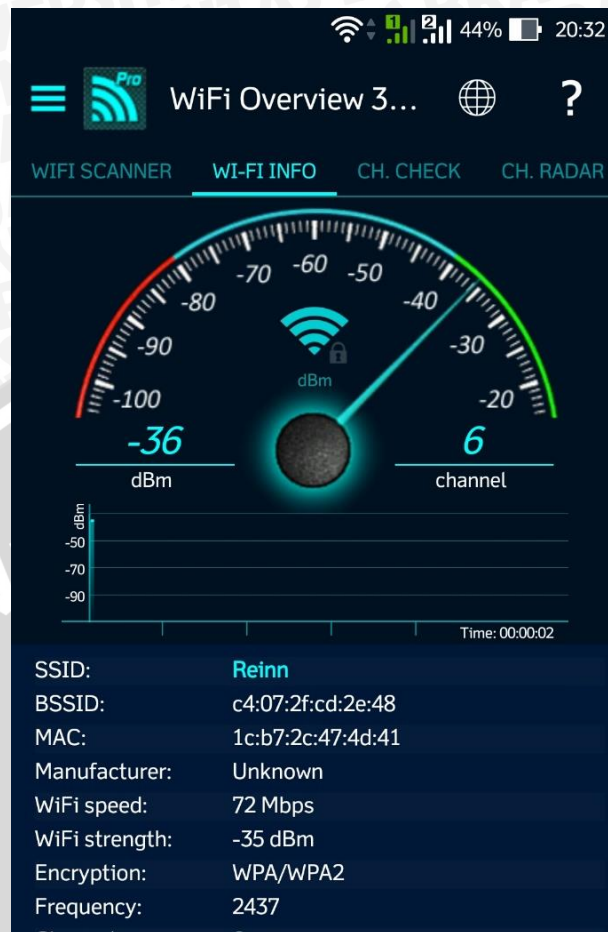 1 2 44% 20:32
Pro
WiFi Overview 3... ?
WIFI SCANNER WI-FI INFO CH. CHECK CH. RADAR
-100 -90 -80 -70 -60 -50 -40 -30 -20
dBm
-36 6
dBm channel
dBm
-50
-70
-90
Time: 00:00:02
SSID: Reinn
BSSID: c4:07:2f:cd:2e:48
MAC: 1c:b7:2c:47:4d:41
Manufacturer: Unknown
WiFi speed: 72 Mbps
WiFi strength: -35 dBm
Encryption: WPA/WPA2
Frequency: 2437